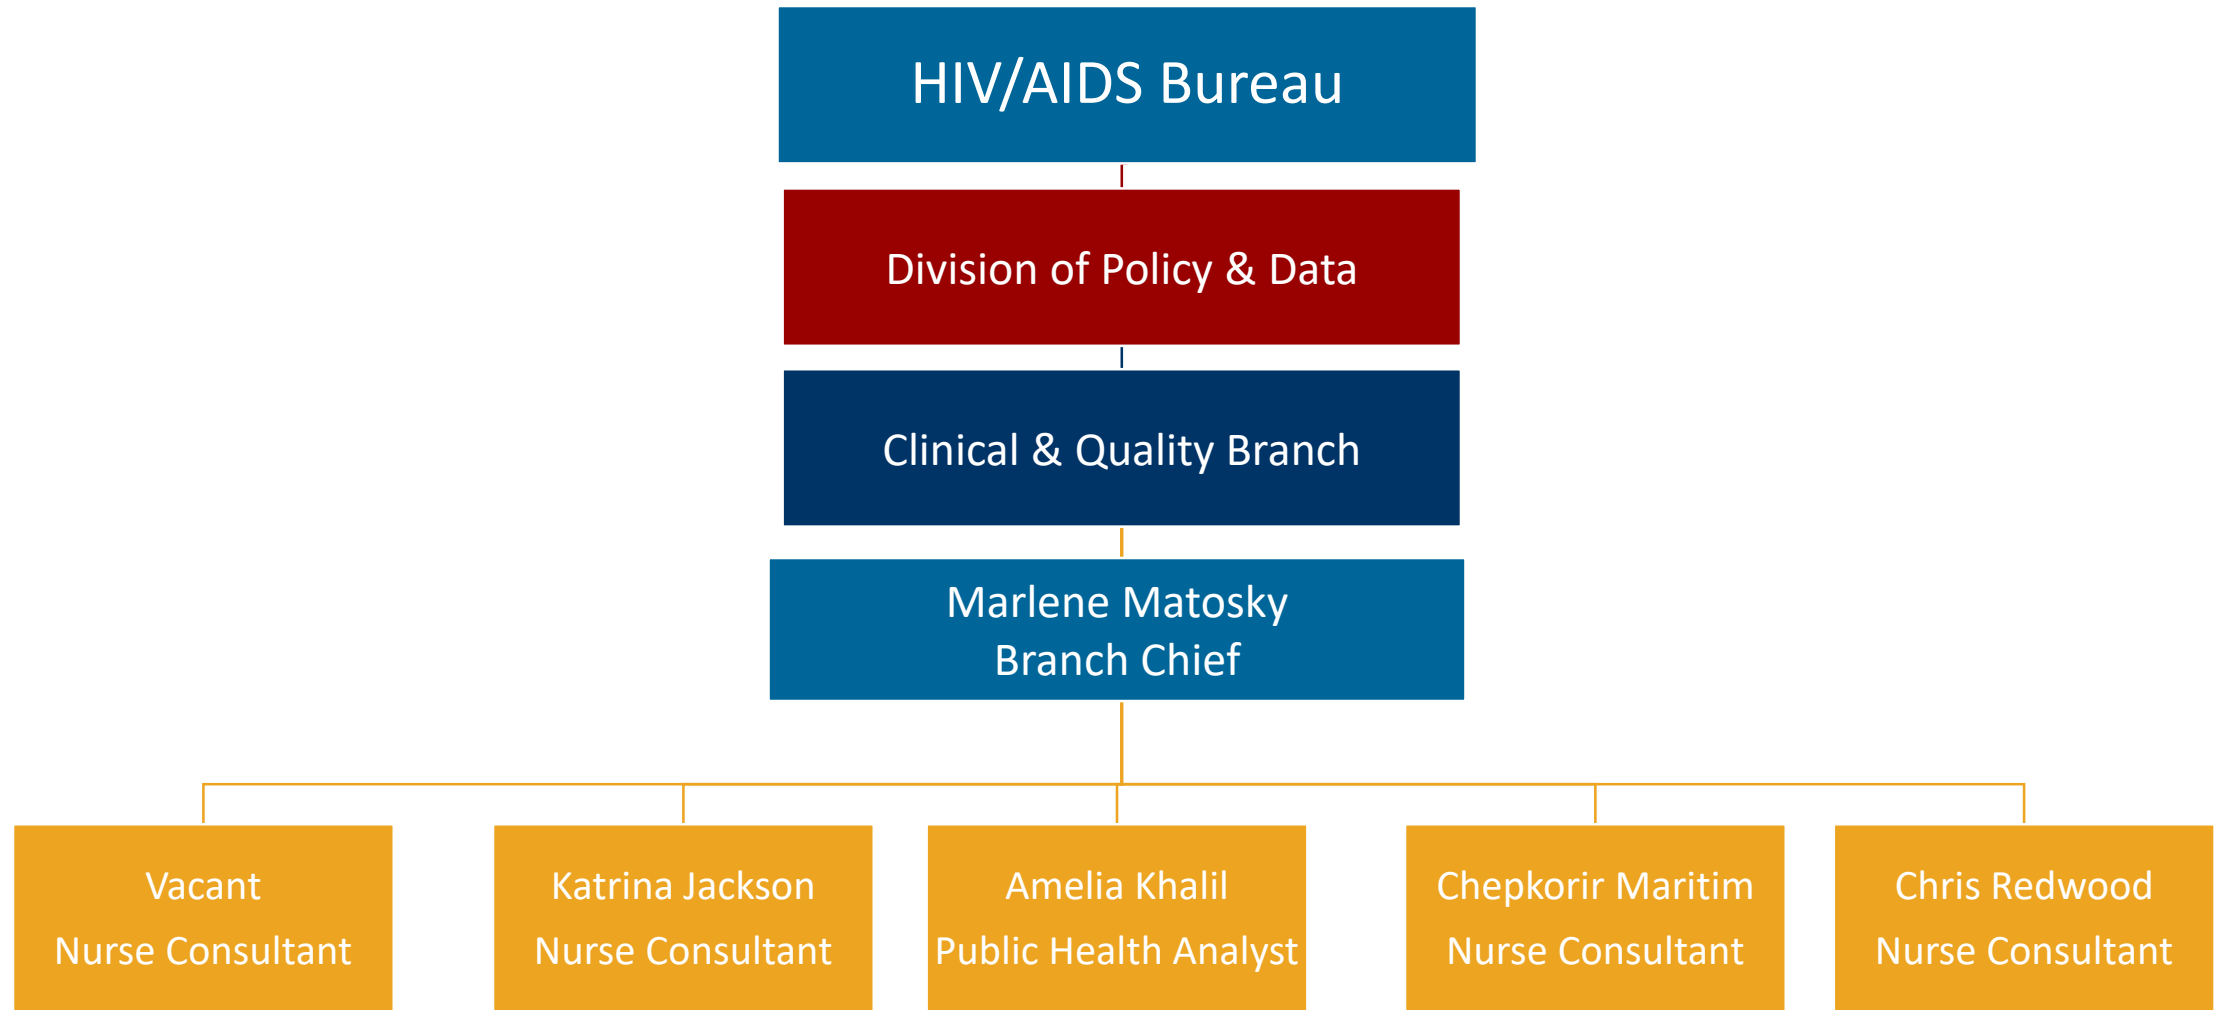 HIV/AIDS Bureau
Division of Policy & Data
Clinical & Quality Branch
Marlene Matosky
Branch Chief
Vacant
Nurse Consultant
Katrina Jackson
Nurse Consultant
Amelia Khalil
Public Health Analyst
Chepkorir Maritim
Nurse Consultant
Chris Redwood
Nurse Consultant